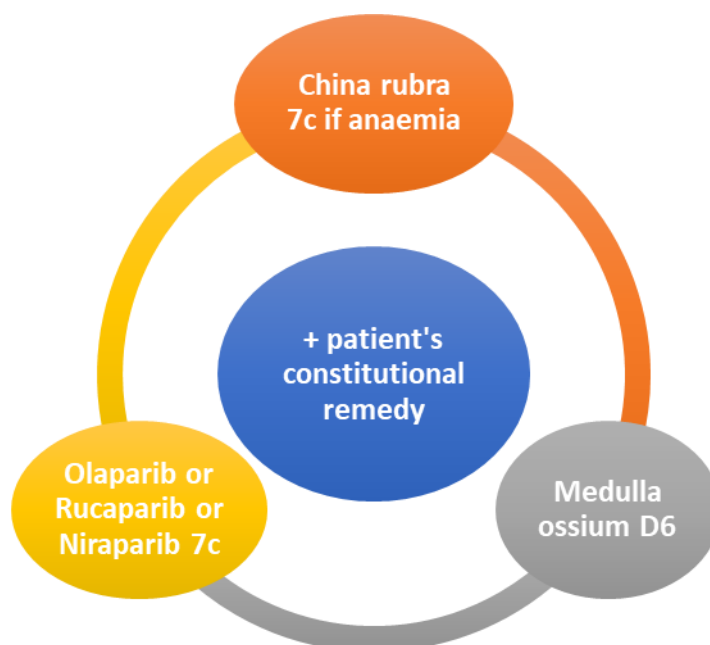 China rubra
7c if anaemia
+ patient's
constitutional
remedy
Olaparib or
Rucaparib or
Niraparib 7c
Medulla
ossium D6